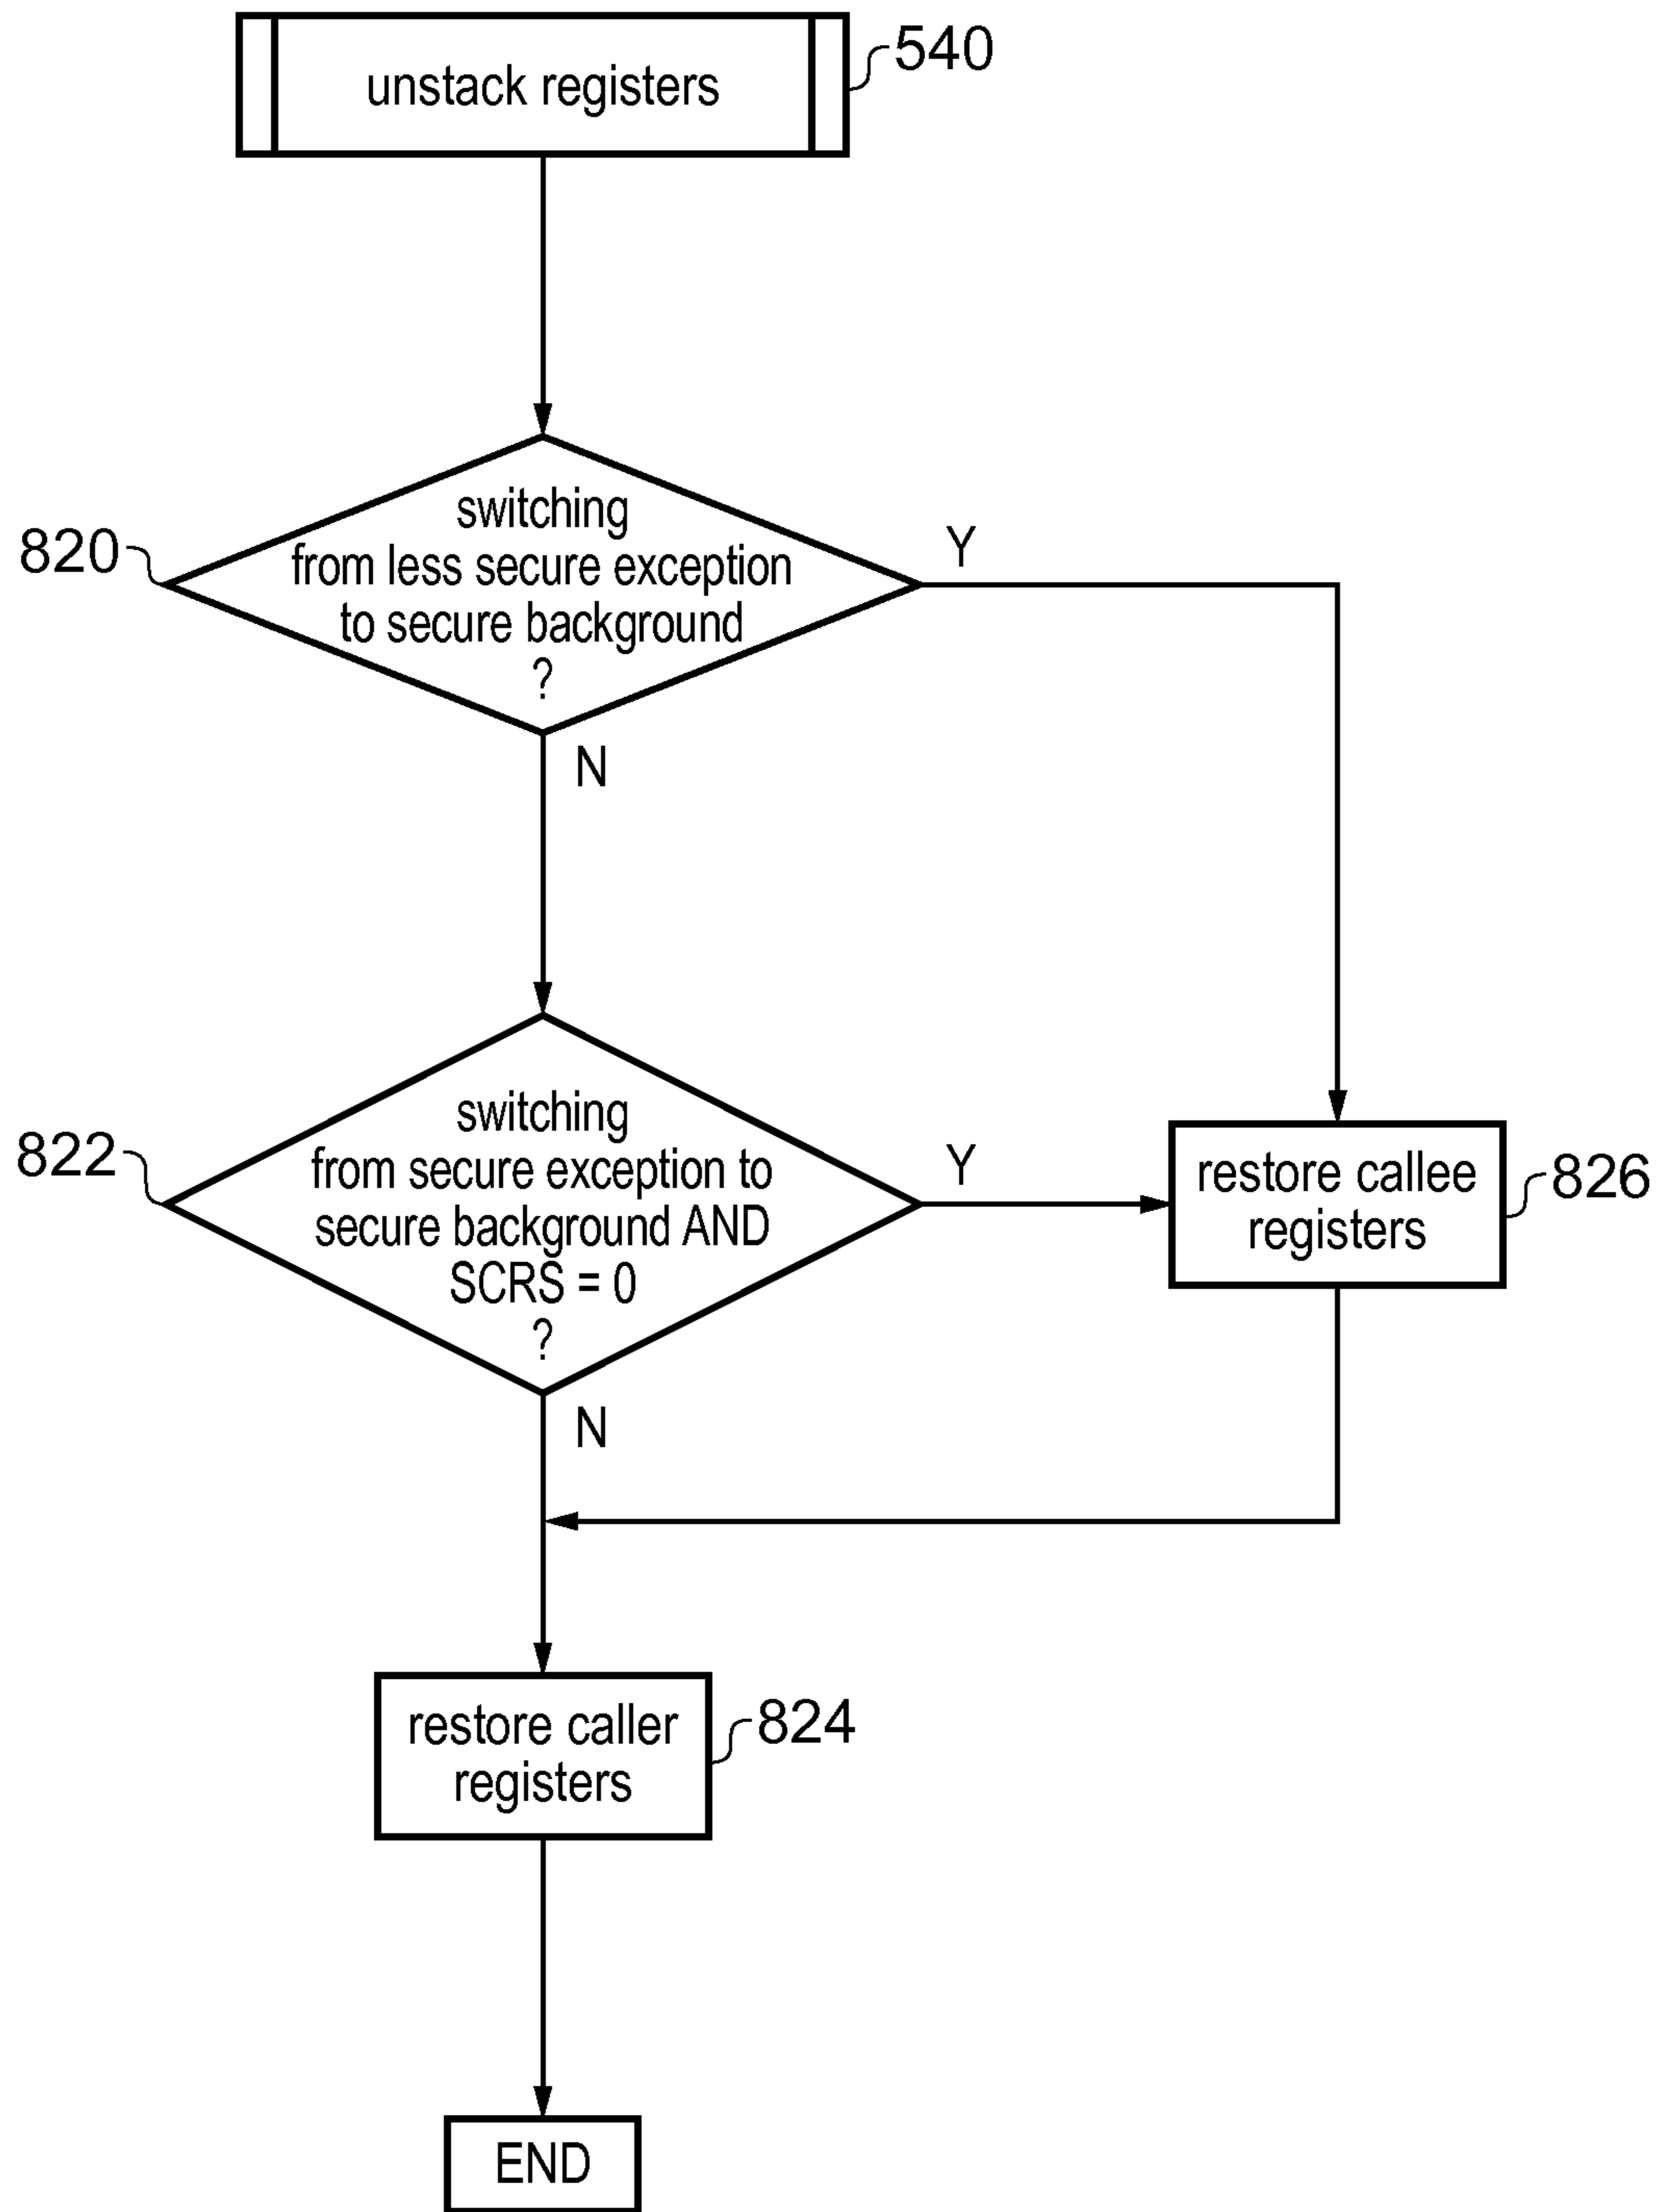 unstack registers
540
switching
from less secure exception
to secure background
?
820
Y
N
switching
from secure exception to
secure background AND
SCRS = 0
?
822
Y
restore callee
registers
826
N
restore caller
registers
824
END